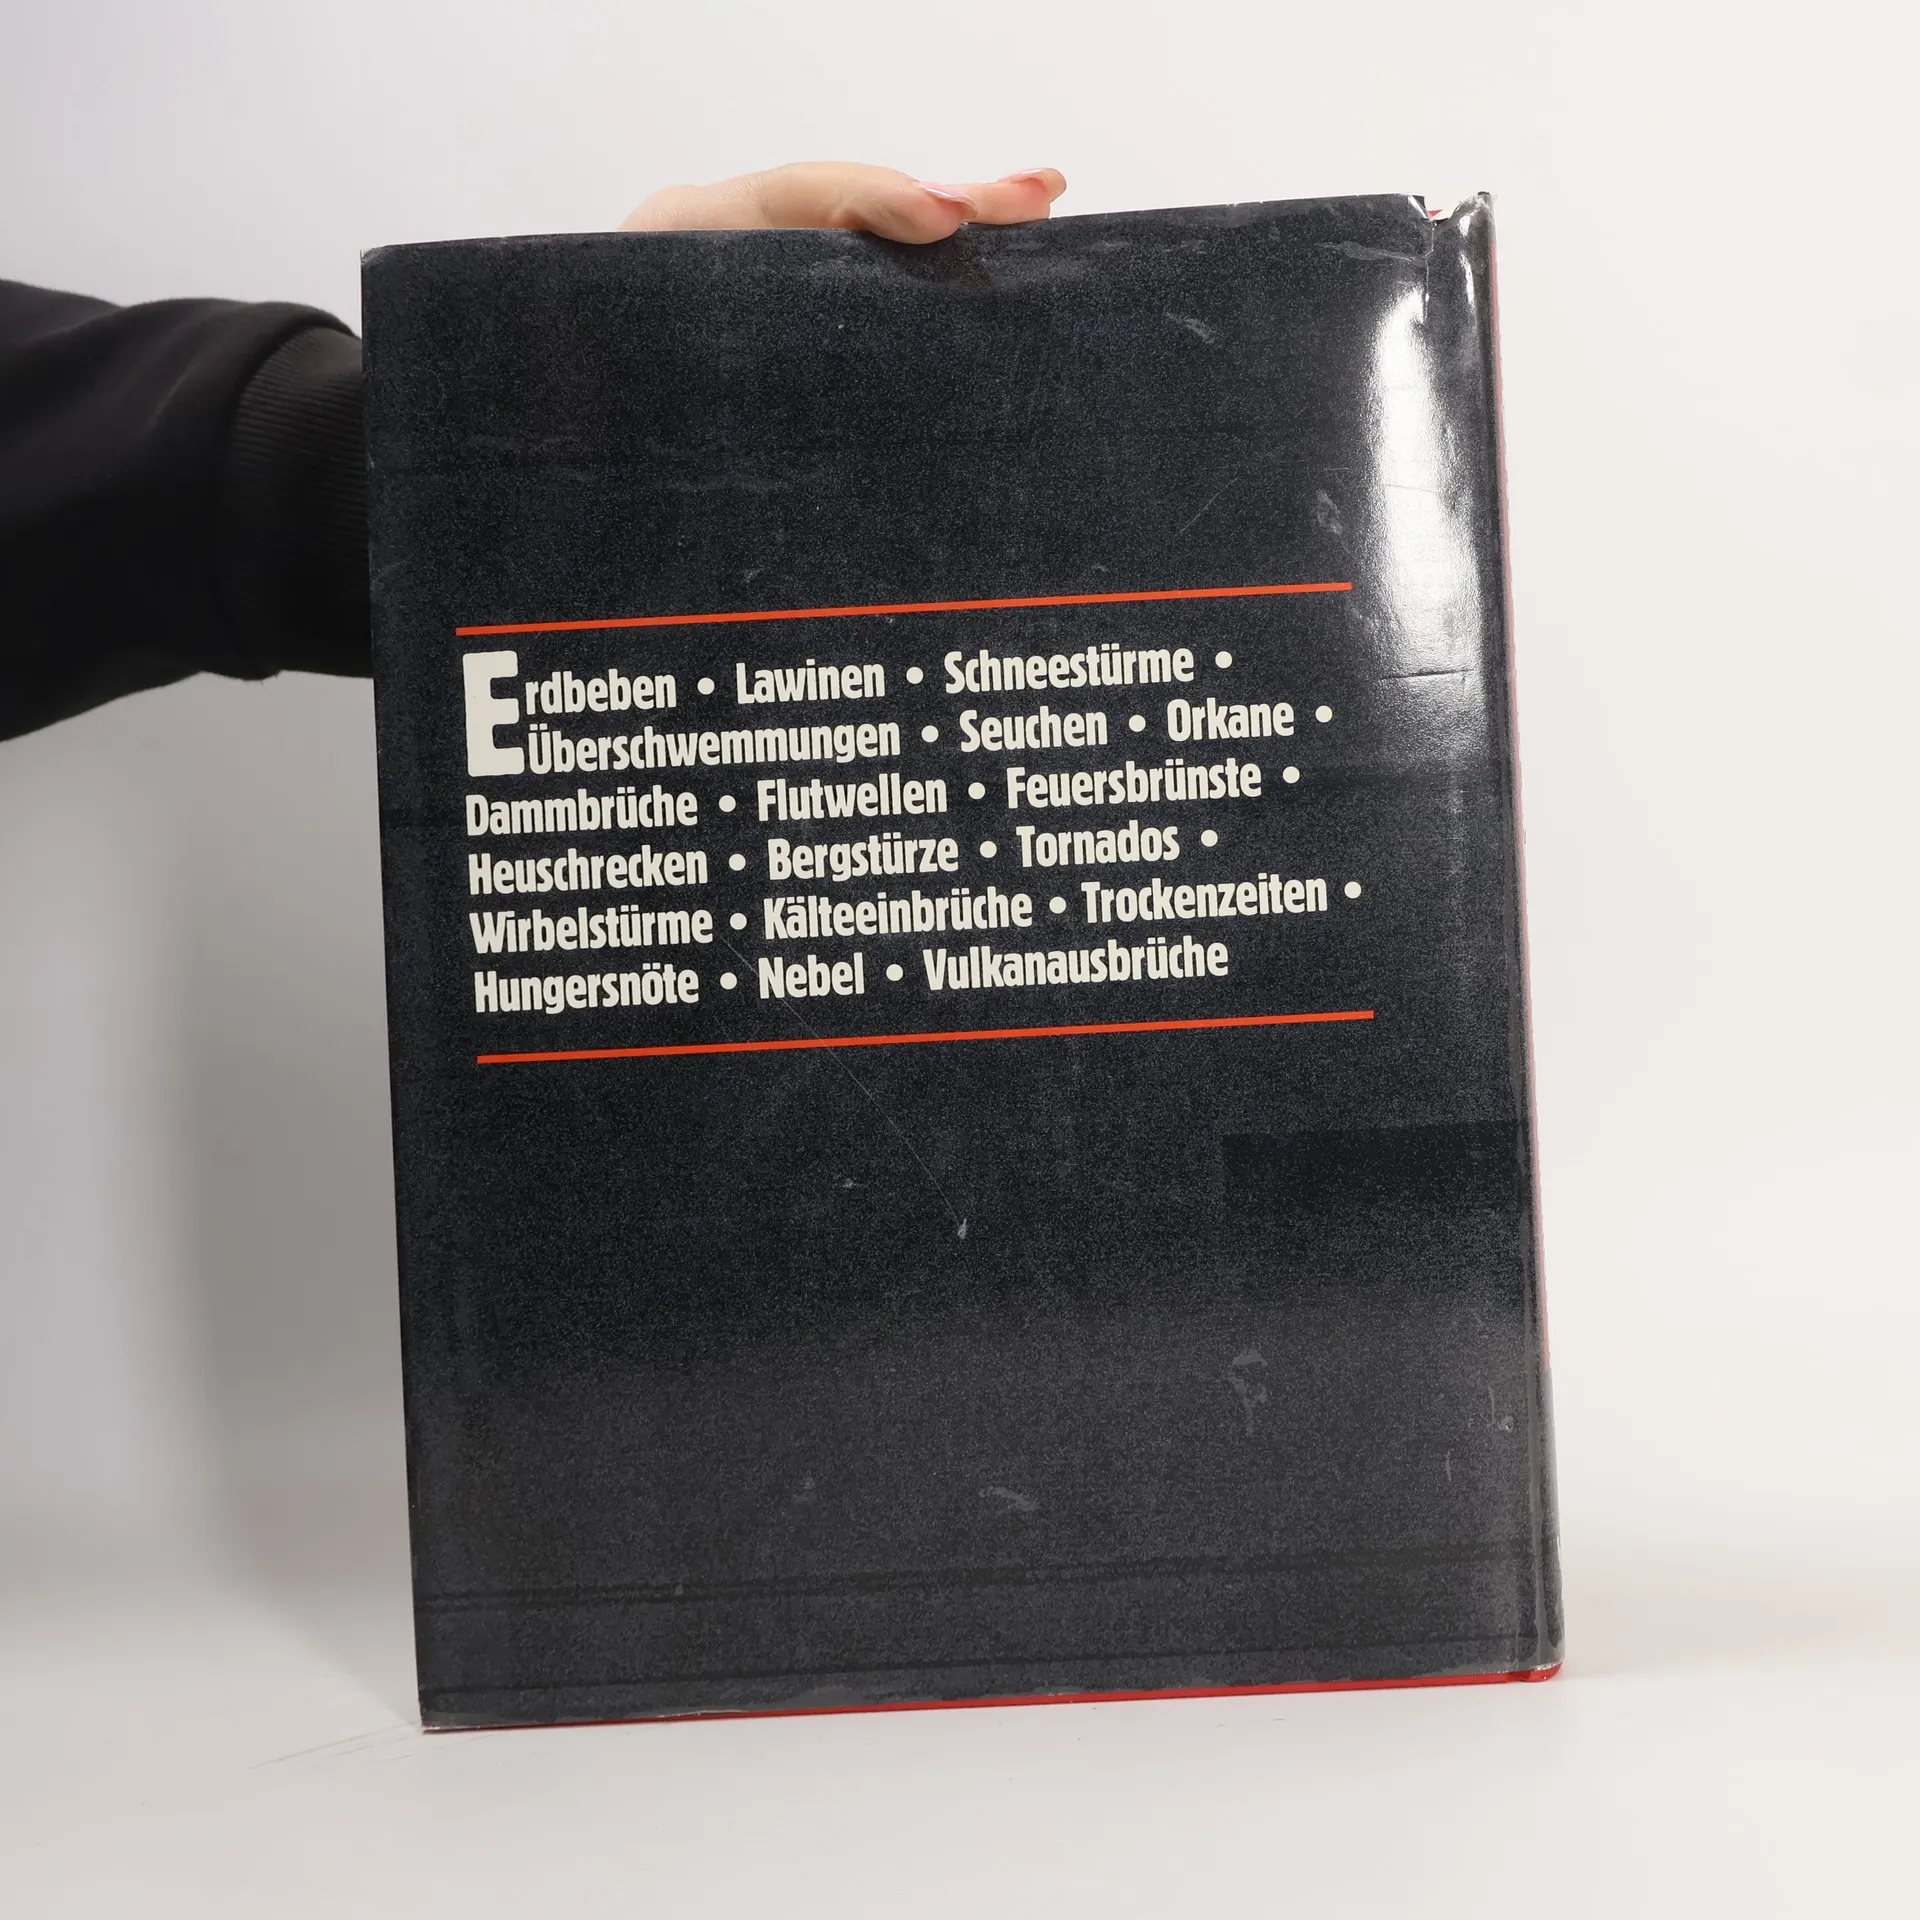 Erdbeben • Lawinen • Schneestürme •
Überschwemmungen • Seuchen • Orkane •
Dammbrüche • Flutwellen • Feuersbrünste •
Heuschrecken • Bergstürze • Tornados •
Wirbelstürme • Kälteeinbrüche • Trockenzeiten •
Hungersnöte • Nebel • Vulkanausbrüche